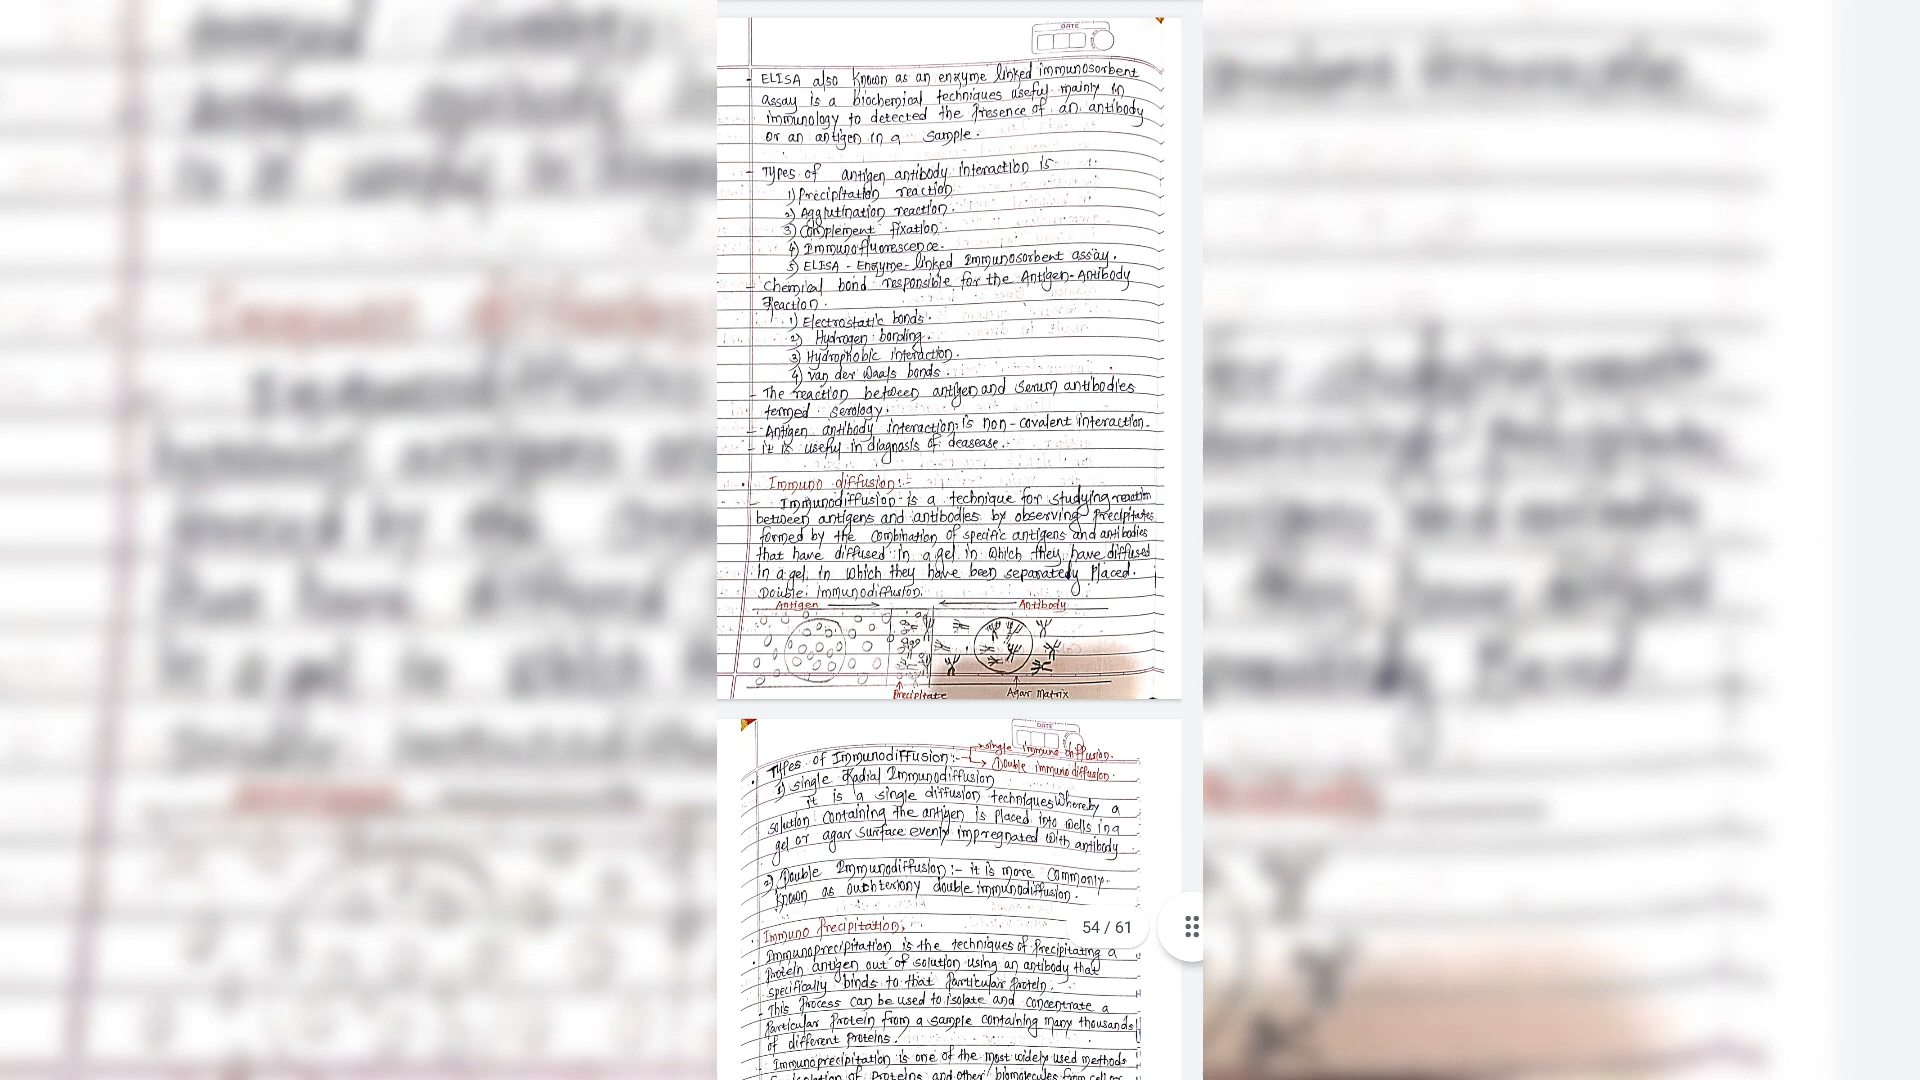 DATE
- ELISA also known as an enzyme linked immunosorbent
assay is a biochemical techniques useful mainly in
immunology to detected the presence of an antibody
or an antigen in a sample.
- Types of antigen antibody interaction is
1) Precipitation reaction
2) Agglutination reaction.
3) Complement fixation.
4) Immunofluorescence.
5) ELISA - Enzyme-linked Immunosorbent assay.
- Chemical bond responsible for the Antigen-Antibody
Reaction.
1) Electrostatic bonds.
2) Hydrogen bonding.
3) Hydrophobic interaction.
4) Van der Waals bonds.
- The reaction between antigen and serum antibodies
termed serology.
- Antigen antibody interaction is non-covalent interaction.
- it is useful in diagnosis of deasease.
• Immuno diffusion:-
- Immunodiffusion is a technique for studying reaction
between antigens and antibodies by observing precipitates
formed by the combination of specific antigens and antibodies
that have diffused in a gel in which they have diffused
in a gel in which they have been separately placed.
Double immunodiffusion.
Antigen Antibody
Precipitate Agar Matrix
DATE
• Types of Immunodiffusion:- single immuno diffusion.
Double immuno diffusion.
1) single Radial Immunodiffusion
it is a single diffusion techniques whereby a
solution containing the antigen is placed into wells in a
gel or agar surface evenly impregnated with antibody
2) Double Immunodiffusion:- it is more commonly
known as ouchterlony double immunodiffusion.
• Immuno Precipitation:
• Immunoprecipitation is the techniques of precipitating a
protein antigen out of solution using an antibody that
specifically binds to that particular protein.
- This process can be used to isolate and concentrate a
particular protein from a sample containing many thousands
of different proteins.
Immunoprecipitation is one of the most widely used methods
of proteins and other biomolecules from cell or
54 / 61